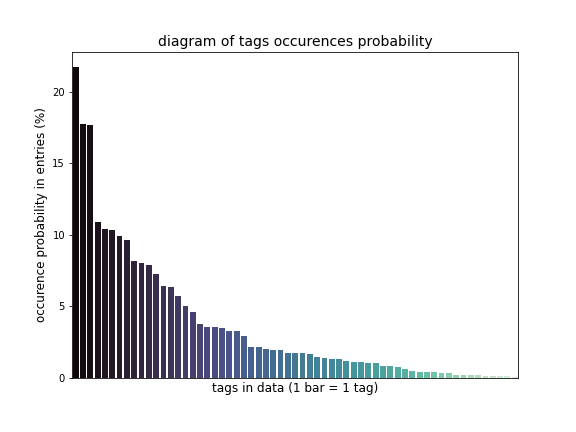 diagram of tags occurences probability
occurence probability in entries (%)
20
15
10
5
0
tags in data (1 bar = 1 tag)